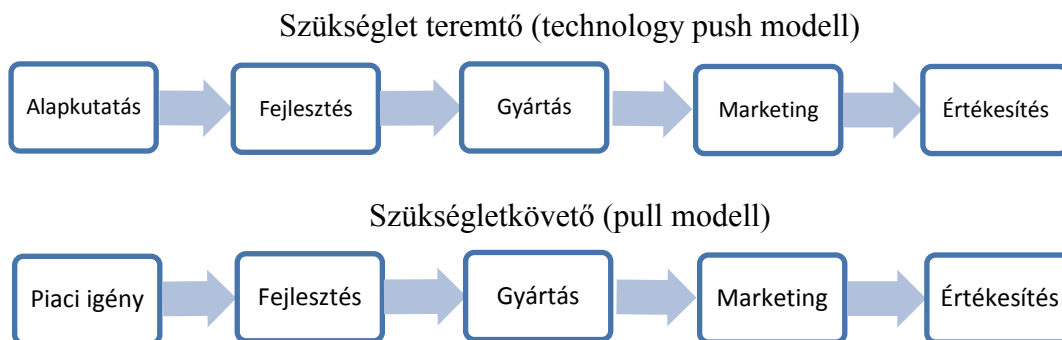 Szükséglet teremtő (technology push modell)
Alapkutatás
Fejlesztés
Gyártás
Marketing
Értékesítés
Szükségletkövető (pull modell)
Piaci igény
Fejlesztés
Gyártás
Marketing
Értékesítés